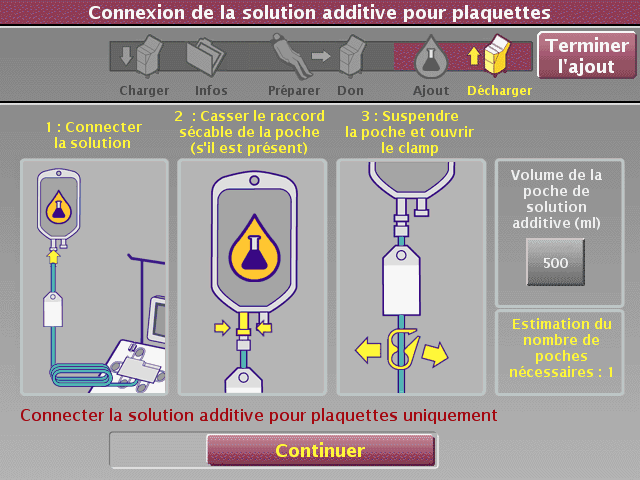 Connexion de la solution additive pour plaquettes
Charger
Infos
Préparer
Don
Ajout
Décharger
Terminer
l'ajout
1 : Connecter
la solution
2 : Casser le raccord
sécable de la poche
(s'il est présent)
3 : Suspendre
la poche et ouvrir
le clamp
Volume de la
poche de
solution
additive (ml)
500
Estimation du
nombre de
poches
nécessaires : 1
Connecter la solution additive pour plaquettes uniquement
Continuer